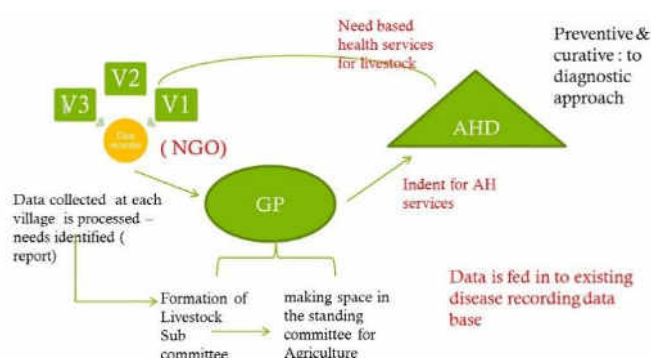 Need based
health services
for livestock
Preventive &
curative : to
diagnostic
approach
V2
V3
V1
AHD
( NGO)
GP
Indent for AH
services
Data collected at each
village is processed –
needs identified (
report)
Formation of
Livestock
Sub
committee
making space in
the standing
committee for
Agriculture
Data is fed in to existing
disease recording data
base